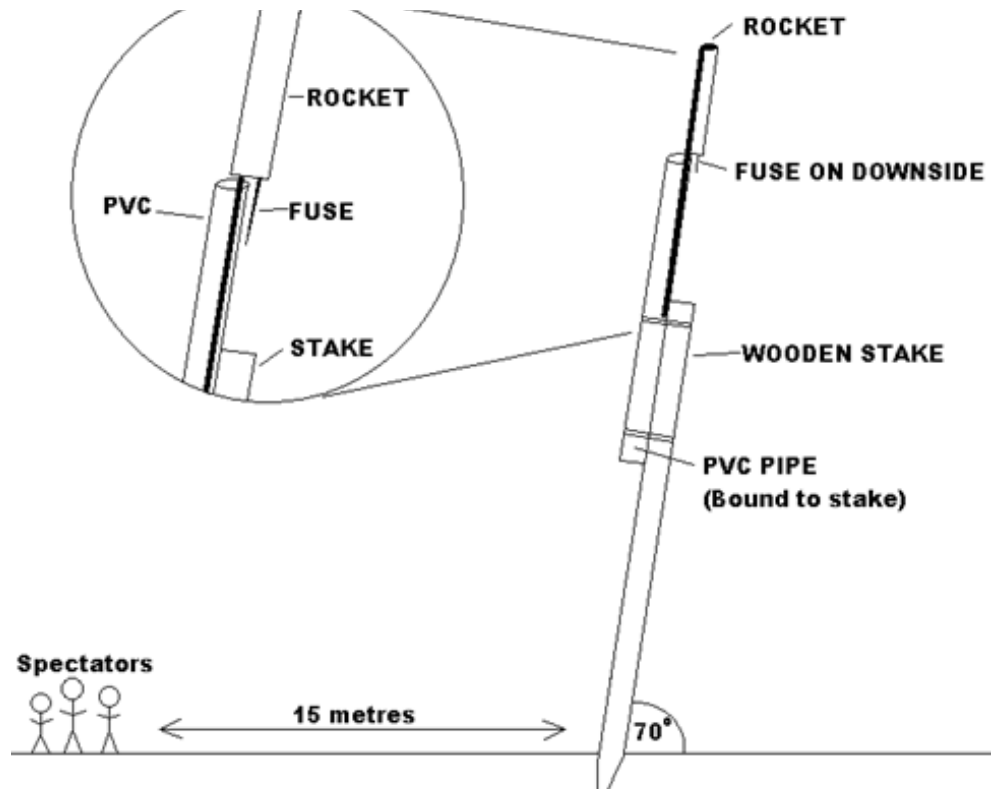 ROCKET
ROCKET
FUSE ON DOWNSIDE
PVC
FUSE
STAKE
WOODEN STAKE
PVC PIPE
(Bound to stake)
Spectators
15 metres
70°